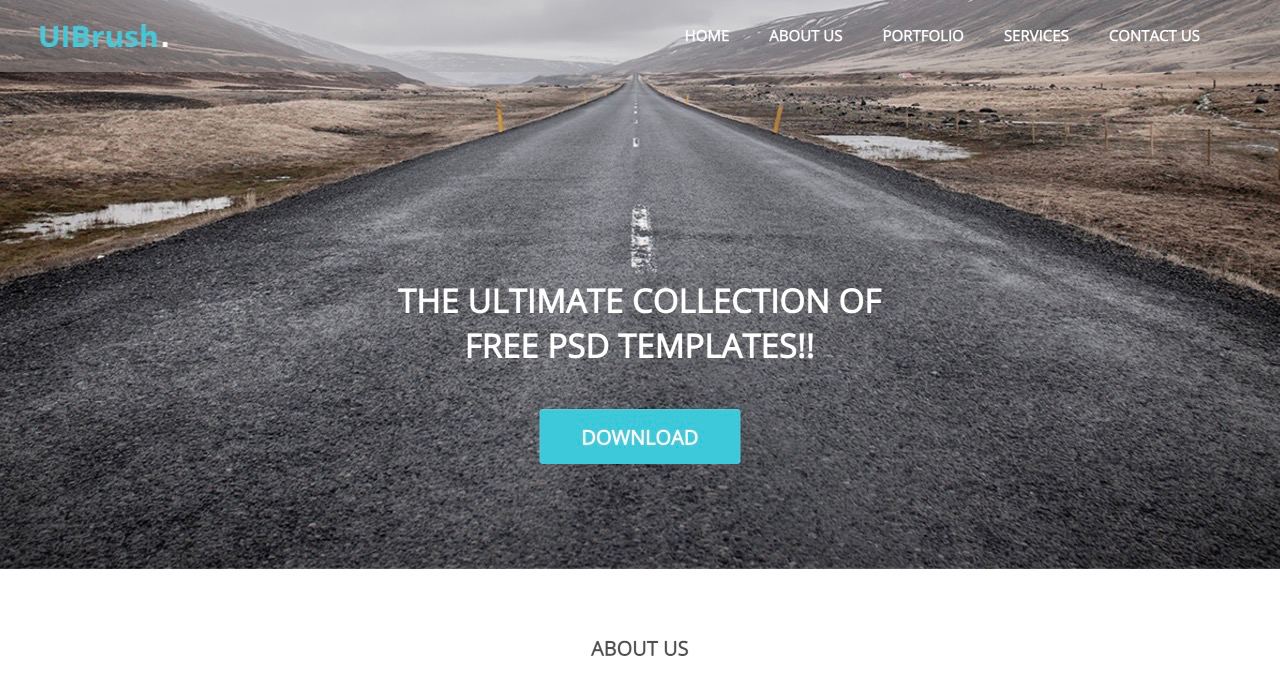 UIBrush.
HOME ABOUT US PORTFOLIO SERVICES CONTACT US
THE ULTIMATE COLLECTION OF
FREE PSD TEMPLATES!!
DOWNLOAD
ABOUT US